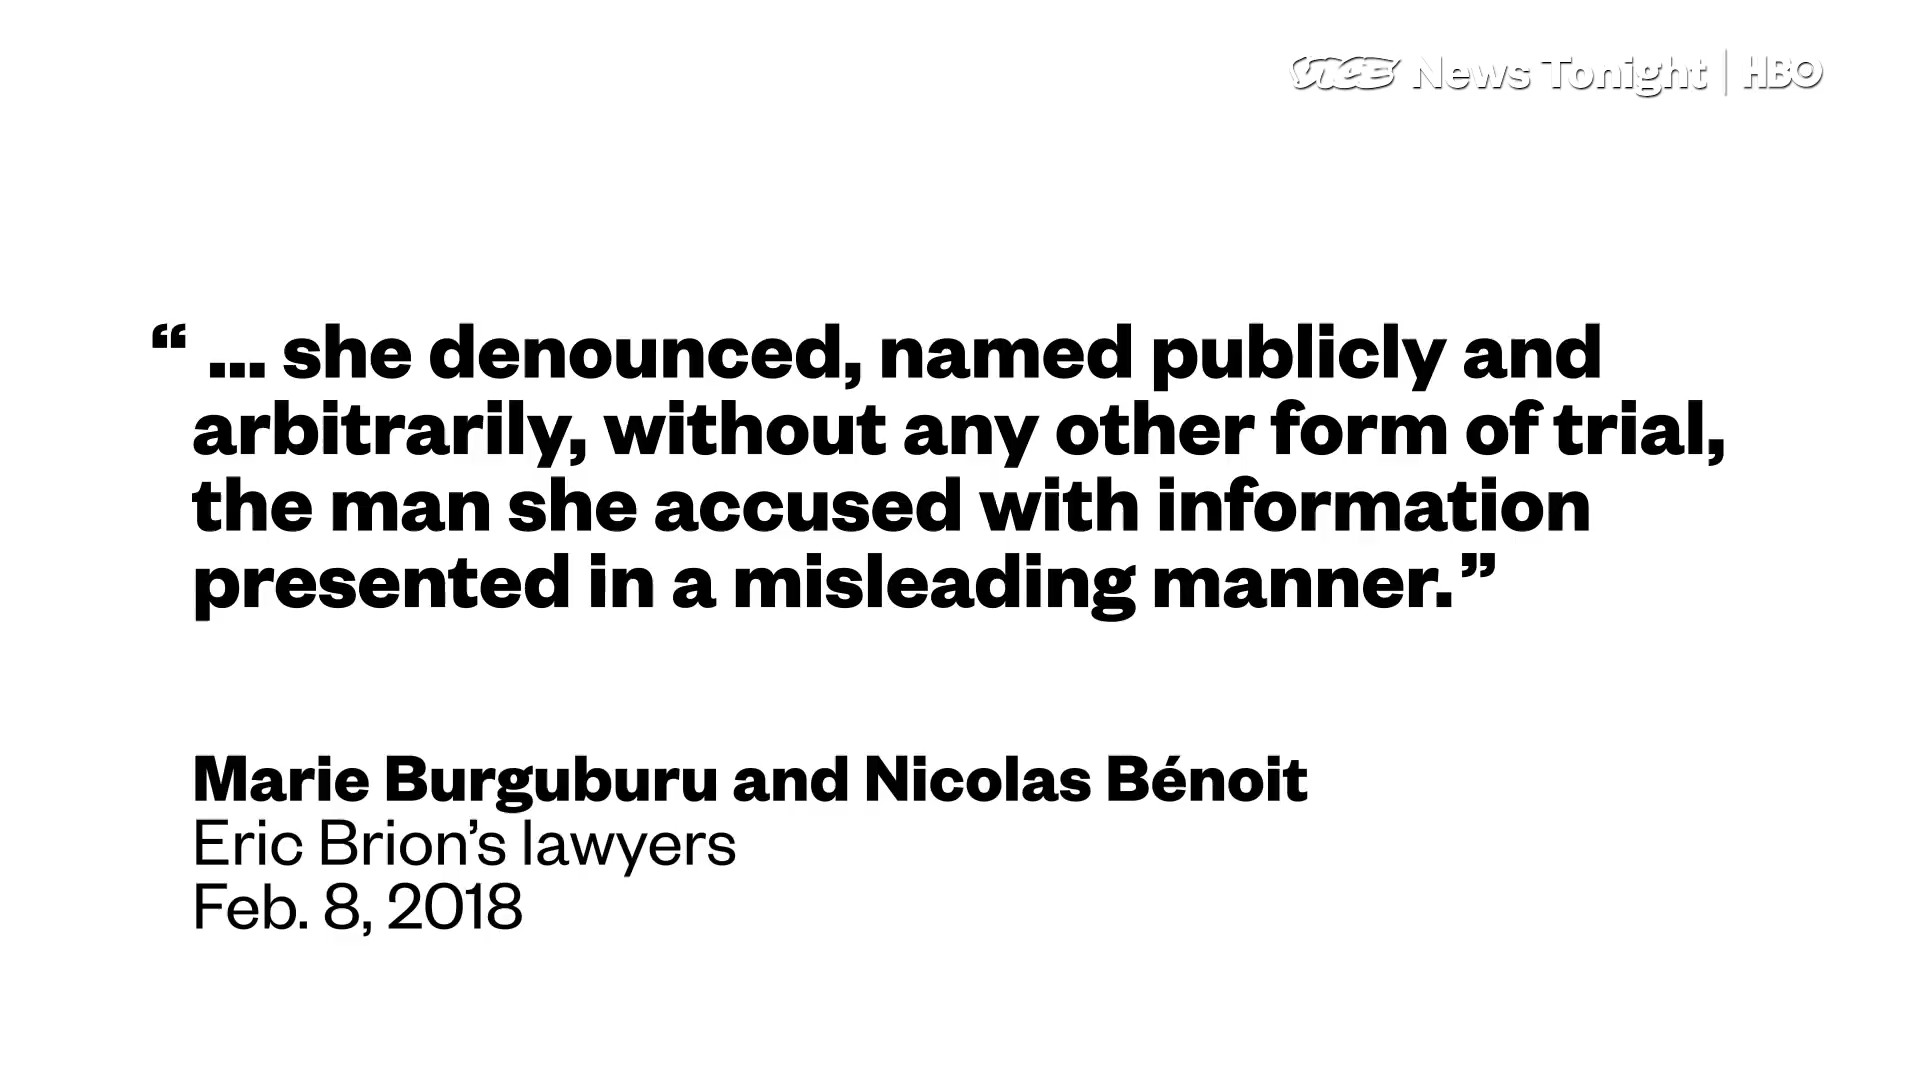 VICE News Tonight | HBO
“ ... she denounced, named publicly and
arbitrarily, without any other form of trial,
the man she accused with information
presented in a misleading manner.”
Marie Burguburu and Nicolas Bénoit
Eric Brion’s lawyers
Feb. 8, 2018